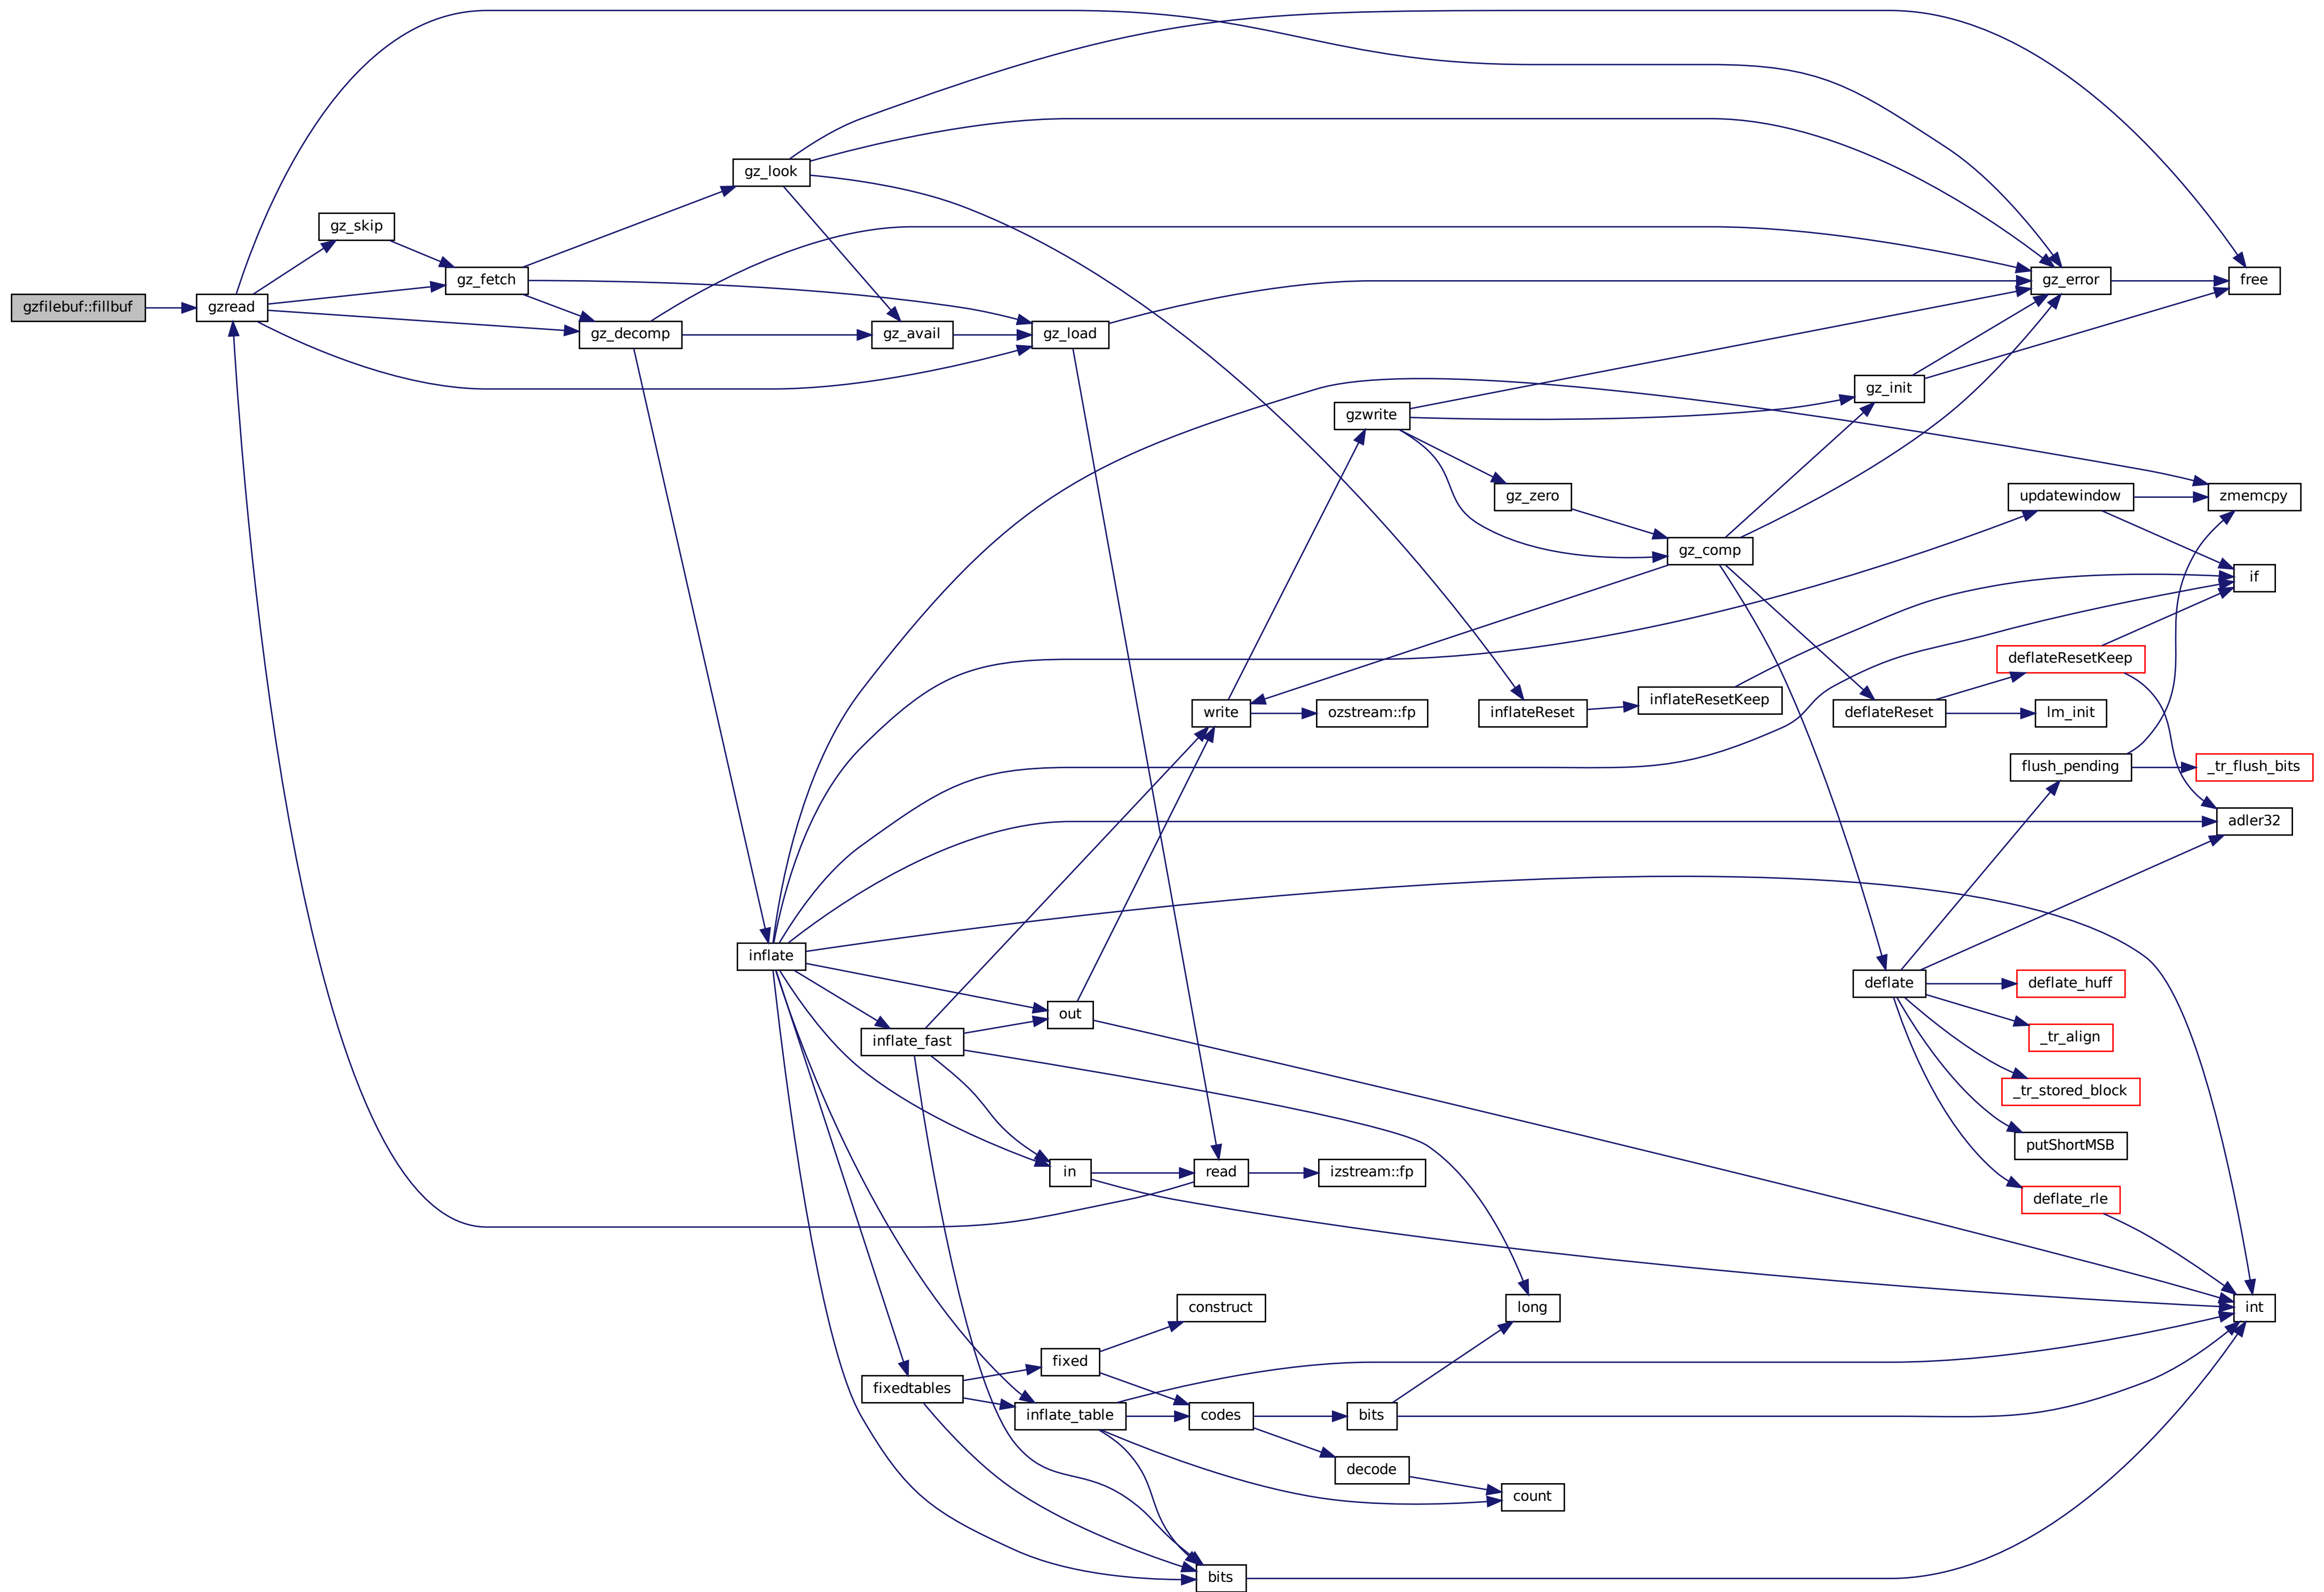 gz_look
gz_skip
gz_fetch
gz_error
free
gzfilebuf::fillbuf
gzread
gz_decomp
gz_avail
gz_load
gz_init
gzwrite
gz_zero
updatewindow
zmemcpy
gz_comp
if
deflateResetKeep
inflateResetKeep
write
ozstream::fp
inflateReset
deflateReset
lm_init
flush_pending
_tr_flush_bits
adler32
inflate
deflate
deflate_huff
out
inflate_fast
_tr_align
_tr_stored_block
putShortMSB
in
read
izstream::fp
deflate_rle
construct
long
int
fixed
fixedtables
inflate_table
codes
bits
decode
count
bits